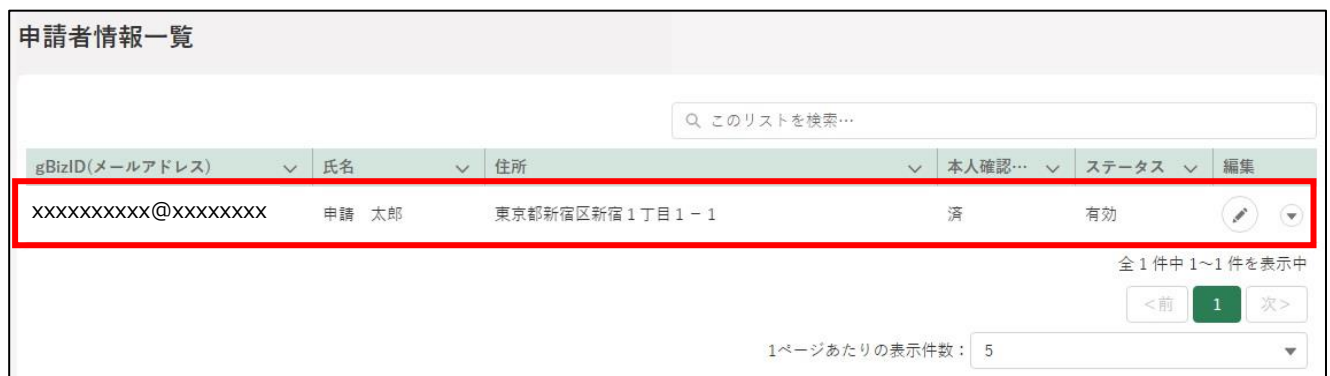 申請者情報一覧
このリストを検索…
gBizID(メールアドレス) 氏名 住所 本人確認… ステータス 編集
xxxxxxxxxx@xxxxxxxx 申請　太郎 東京都新宿区新宿1丁目1－1 済 有効
全1件中1～1件を表示中
<前 1 次>
1ページあたりの表示件数： 5